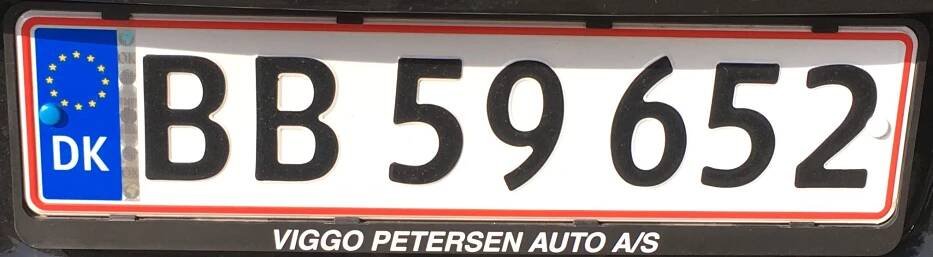 DK BB 59 652
VIGGO PETERSEN AUTO A/S